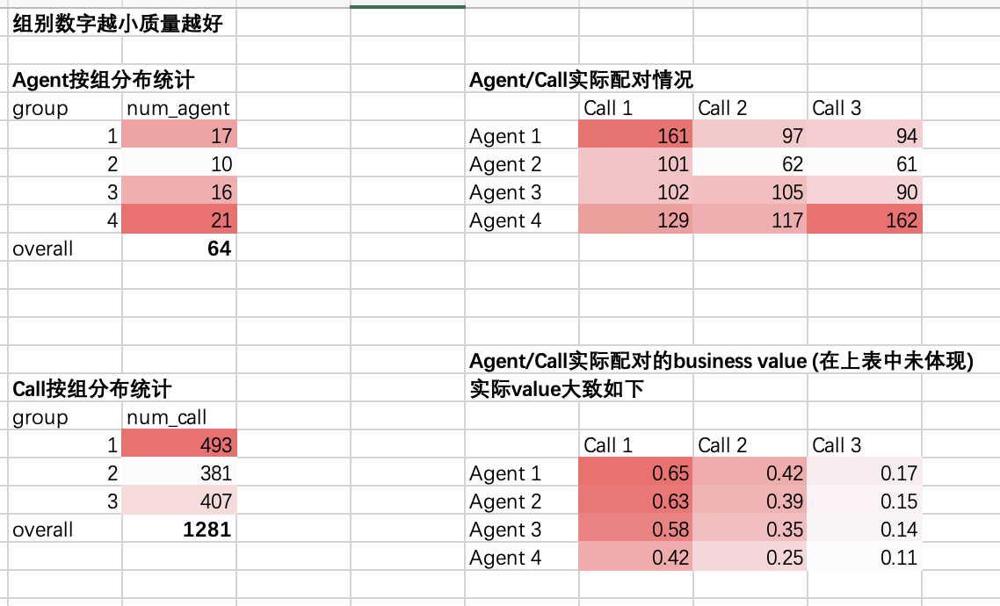 组别数字越小质量越好
Agent按组分布统计
group num_agent
1 17
2 10
3 16
4 21
overall 64
Agent/Call实际配对情况
Call 1 Call 2 Call 3
Agent 1 161 97 94
Agent 2 101 62 61
Agent 3 102 105 90
Agent 4 129 117 162
Call按组分布统计
group num_call
1 493
2 381
3 407
overall 1281
Agent/Call实际配对的business value (在上表中未体现)
实际value大致如下
Call 1 Call 2 Call 3
Agent 1 0.65 0.42 0.17
Agent 2 0.63 0.39 0.15
Agent 3 0.58 0.35 0.14
Agent 4 0.42 0.25 0.11